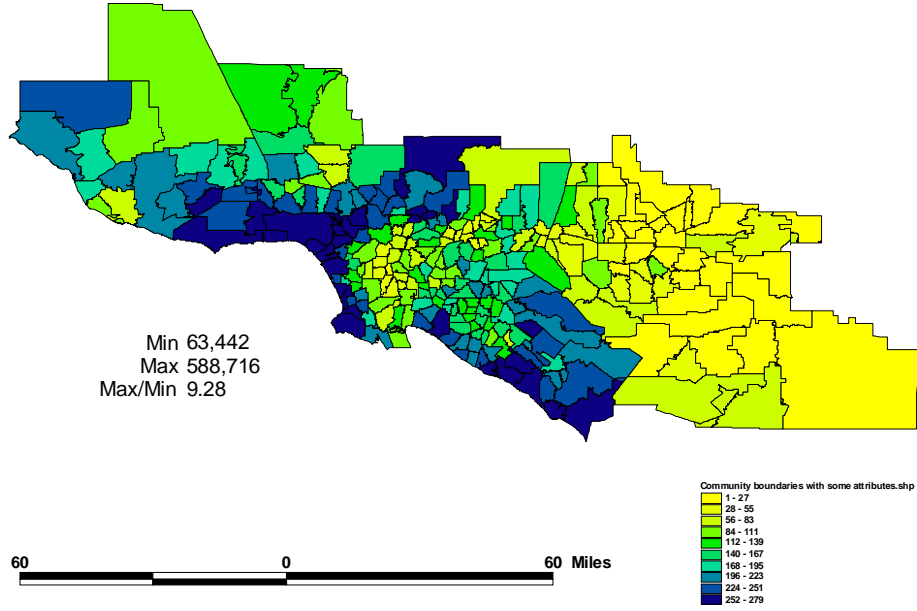 Min 63,442
Max 588,716
Max/Min 9.28
Community boundaries with some attributes.shp
1 - 27
28 - 55
56 - 83
84 - 111
112 - 139
140 - 167
168 - 195
196 - 223
224 - 251
252 - 279
60 0 60 Miles